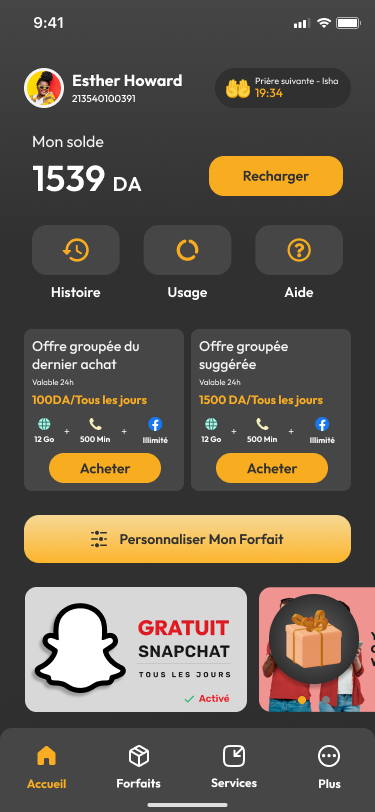 9:41
Esther Howard
213540100391
Prière suivante - Isha
19:34
Mon solde
1539 DA
Recharger
Histoire
Usage
Aide
Offre groupée du
dernier achat
Valable 24h
100DA/Tous les jours
12 Go + 500 Min + Illimité
Acheter
Offre groupée
suggérée
Valable 24h
1500 DA/Tous les jours
12 Go + 500 Min + Illimité
Acheter
Personnaliser Mon Forfait
GRATUIT
SNAPCHAT
TOUS LES JOURS
Activé
Accueil
Forfaits
Services
Plus